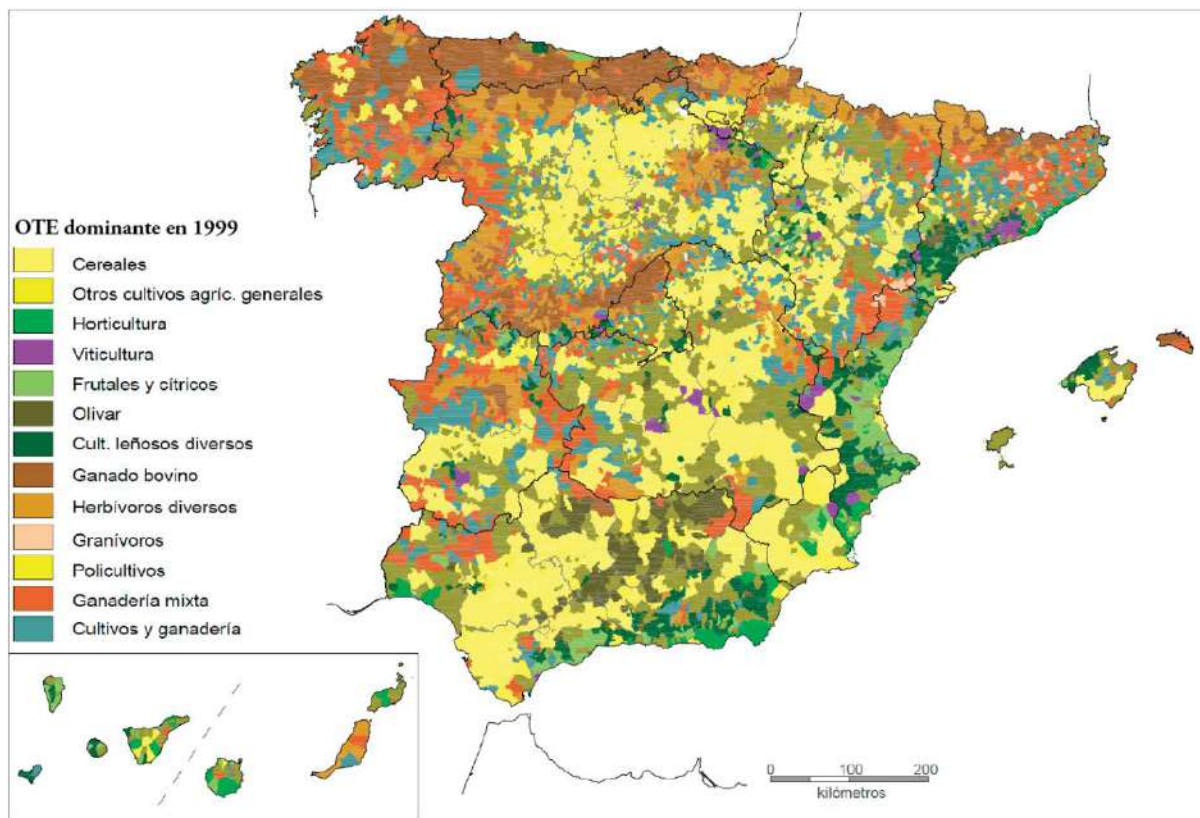 OTE dominante en 1999
Cereales
Otros cultivos agríc. generales
Horticultura
Viticultura
Frutales y cítricos
Olivar
Cult. leñosos diversos
Ganado bovino
Herbívoros diversos
Granívoros
Policultivos
Ganadería mixta
Cultivos y ganadería
0 100 200
kilómetros